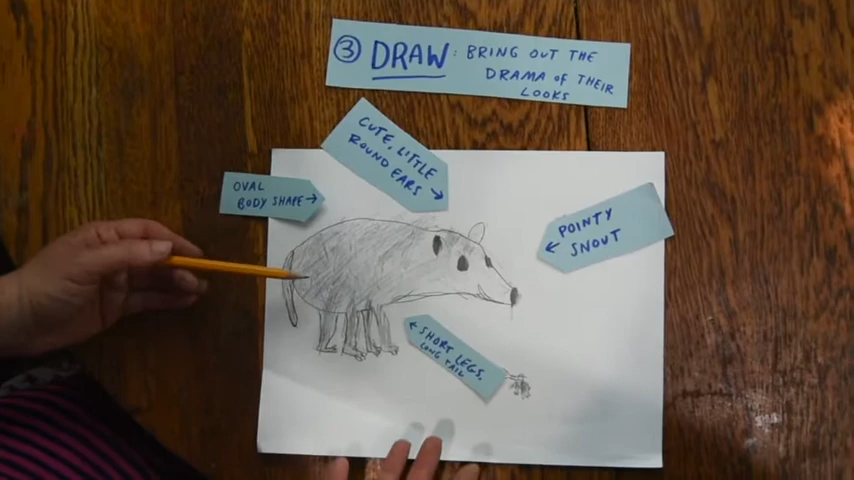 ③ DRAW: BRING OUT THE
DRAMA OF THEIR
LOOKS
CUTE, LITTLE
ROUND EARS →
OVAL
BODY SHAPE →
POINTY
← SNOUT
← SHORT LEGS,
LONG TAIL